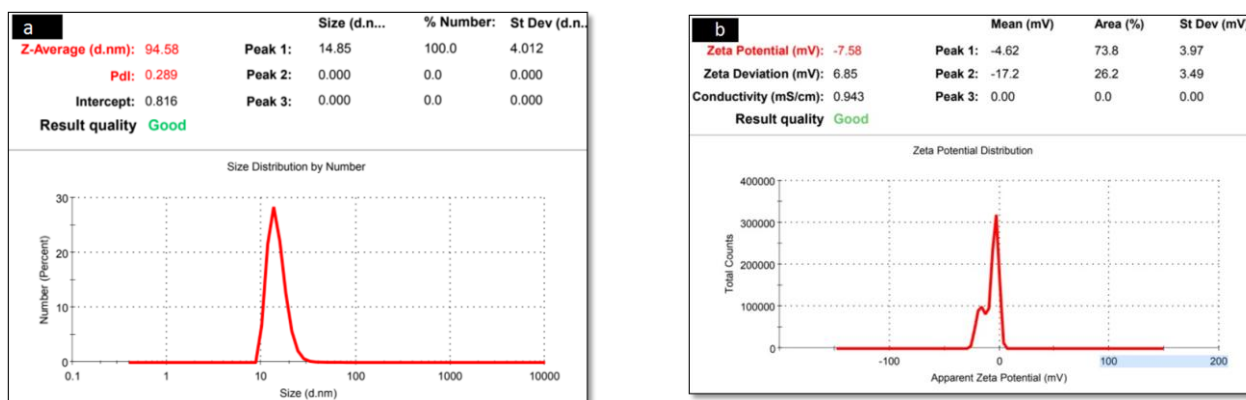 a
Size (d.n... % Number: St Dev (d.n...
Z-Average (d.nm): 94.58 Peak 1: 14.85 100.0 4.012
PdI: 0.289 Peak 2: 0.000 0.0 0.000
Intercept: 0.816 Peak 3: 0.000 0.0 0.000
Result quality Good
Size Distribution by Number
Number (Percent)
30
20
10
0
0.1 1 10 100 1000 10000
Size (d.nm)
b
Mean (mV) Area (%) St Dev (mV)
Zeta Potential (mV): -7.58 Peak 1: -4.62 73.8 3.97
Zeta Deviation (mV): 6.85 Peak 2: -17.2 26.2 3.49
Conductivity (mS/cm): 0.943 Peak 3: 0.00 0.0 0.00
Result quality Good
Zeta Potential Distribution
Total Counts
400000
300000
200000
100000
0
-100 0 100 200
Apparent Zeta Potential (mV)